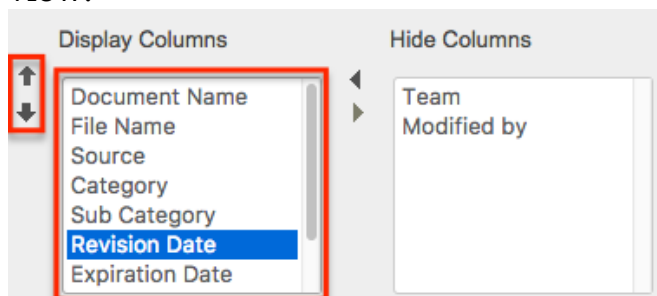 Display Columns
Hide Columns
Document Name
File Name
Source
Category
Sub Category
Revision Date
Expiration Date
Team
Modified by